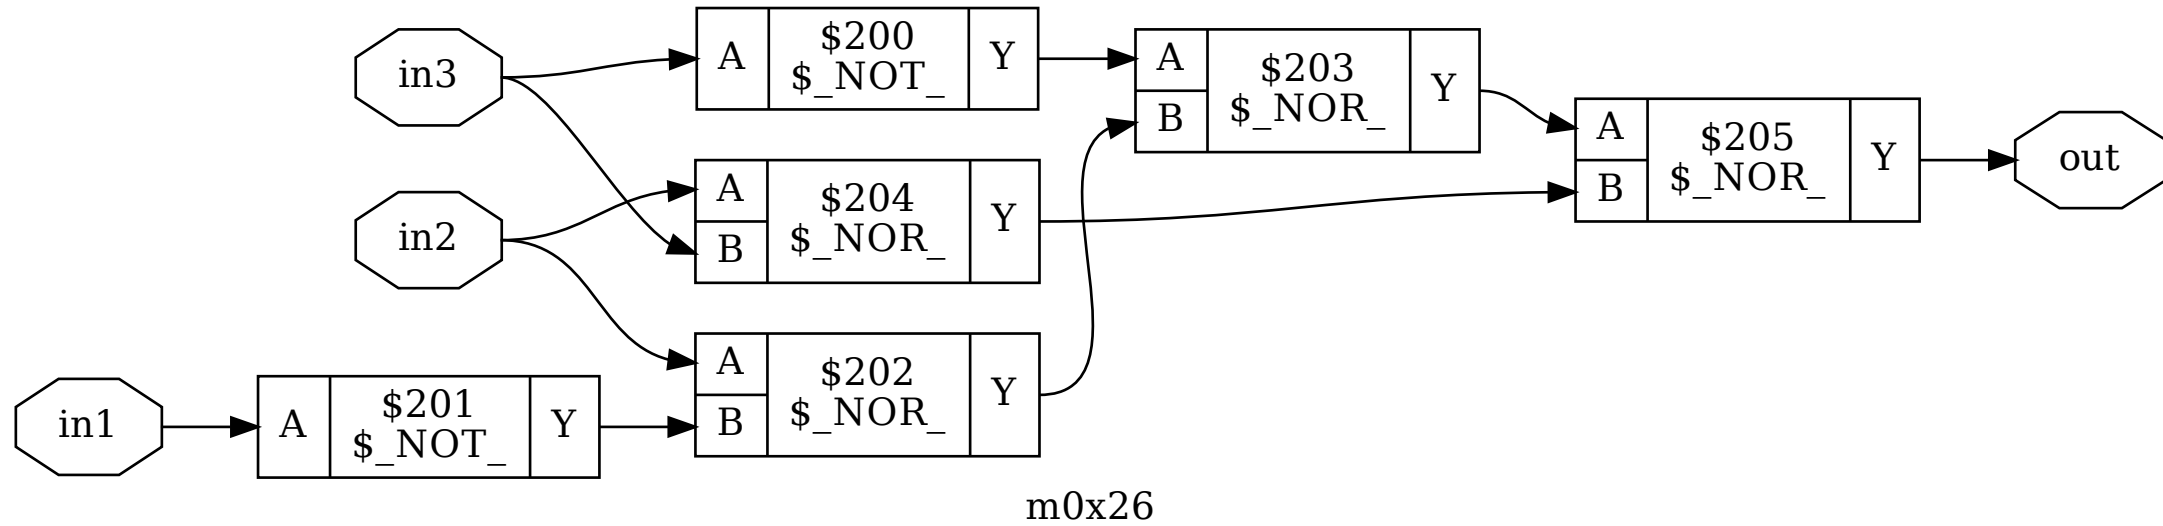 in3
A
$200
$_NOT_
Y
A
B
$203
$_NOR_
Y
in2
A
B
$204
$_NOR_
Y
A
B
$205
$_NOR_
Y
out
in1
A
$201
$_NOT_
Y
A
B
$202
$_NOR_
Y
m0x26